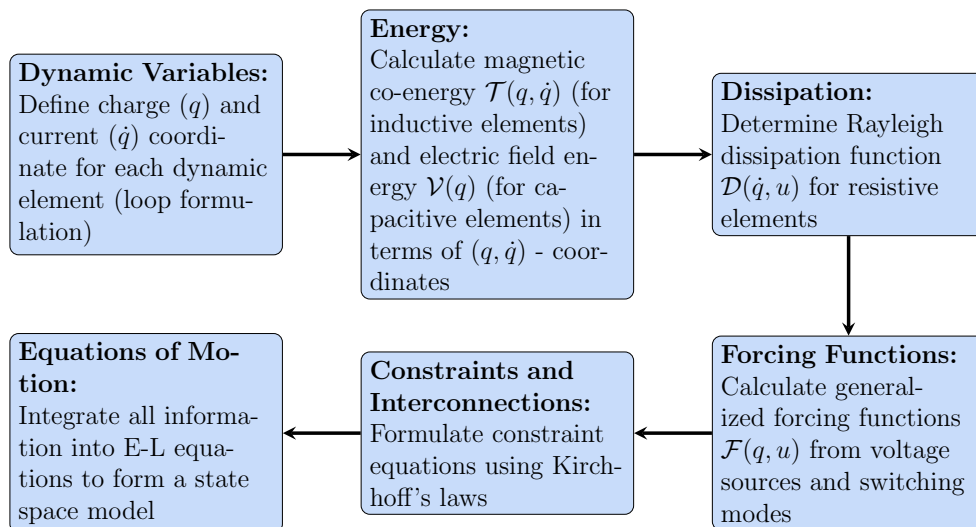 Dynamic Variables:
Define charge (q) and
current (q̇) coordi-
nate for each dynamic
element (loop formu-
lation)
Energy:
Calculate magnetic
co-energy 𝒯(q, q̇) (for
inductive elements)
and electric field en-
ergy 𝒱(q) (for ca-
pacitive elements) in
terms of (q, q̇) - coor-
dinates
Dissipation:
Determine Rayleigh
dissipation function
𝒟(q̇, u) for resistive
elements
Forcing Functions:
Calculate general-
ized forcing functions
ℱ(q, u) from voltage
sources and switching
modes
Constraints and
Interconnections:
Formulate constraint
equations using Kirch-
hoff's laws
Equations of Mo-
tion:
Integrate all informa-
tion into E-L equa-
tions to form a state
space model